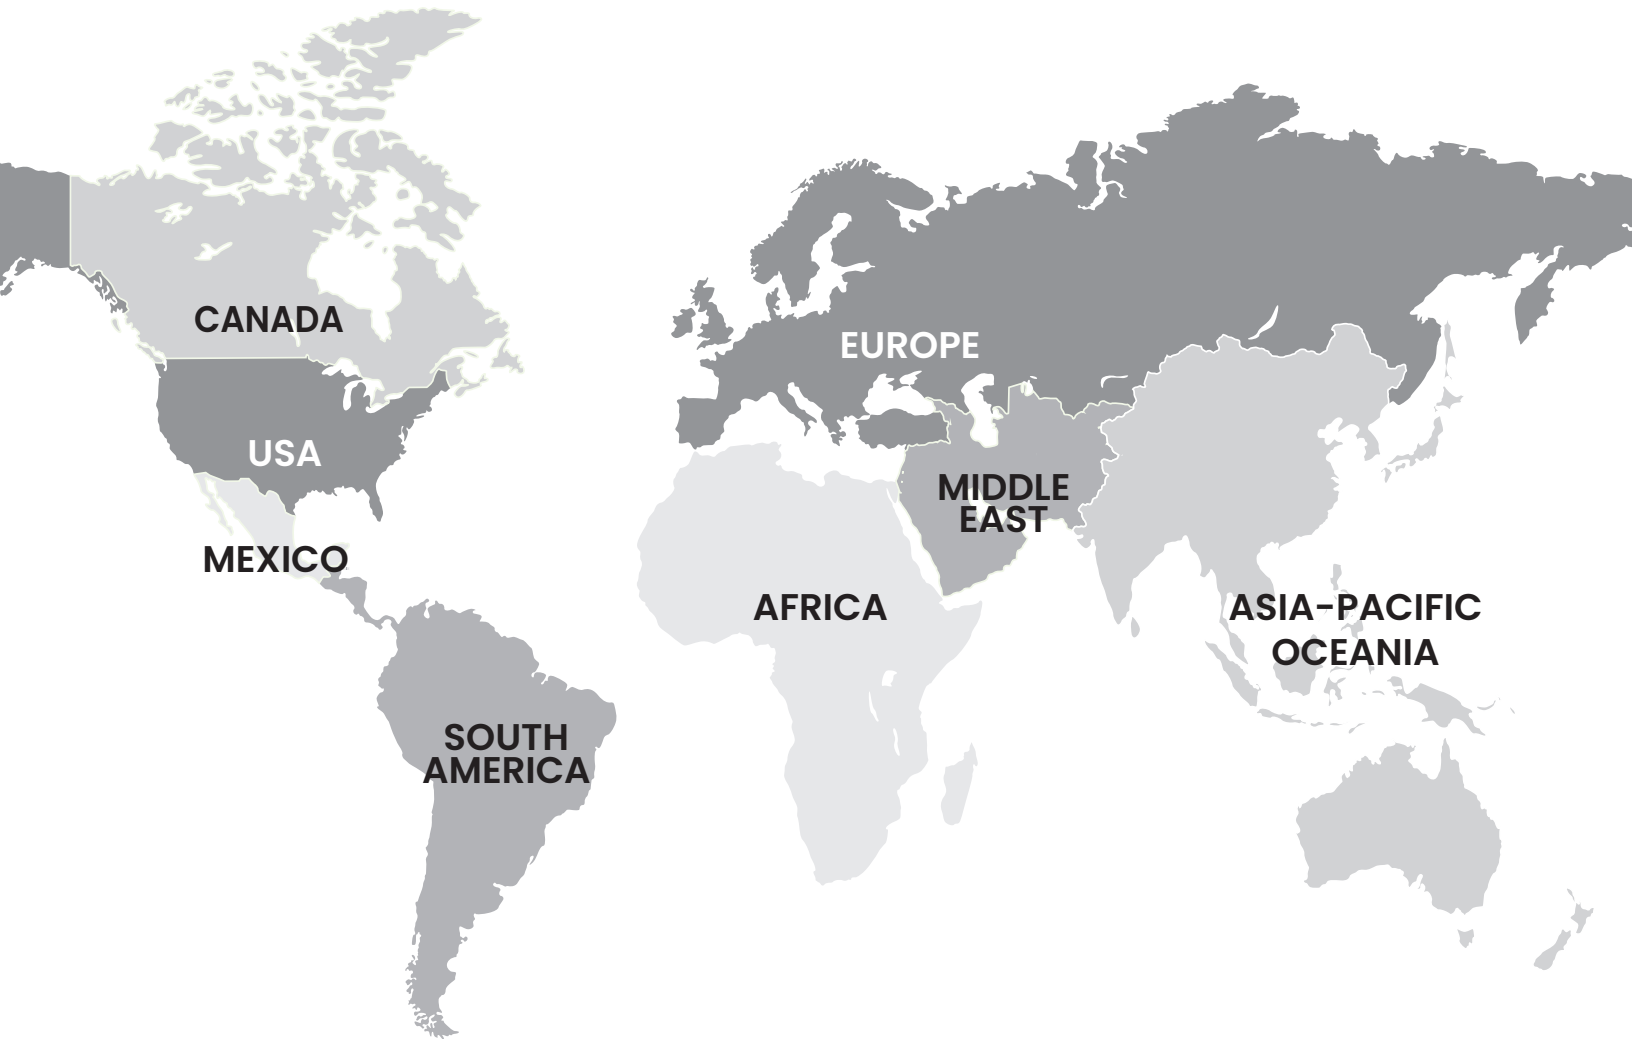 CANADA
EUROPE
USA
MIDDLE
EAST
MEXICO
AFRICA
ASIA-PACIFIC
OCEANIA
SOUTH
AMERICA